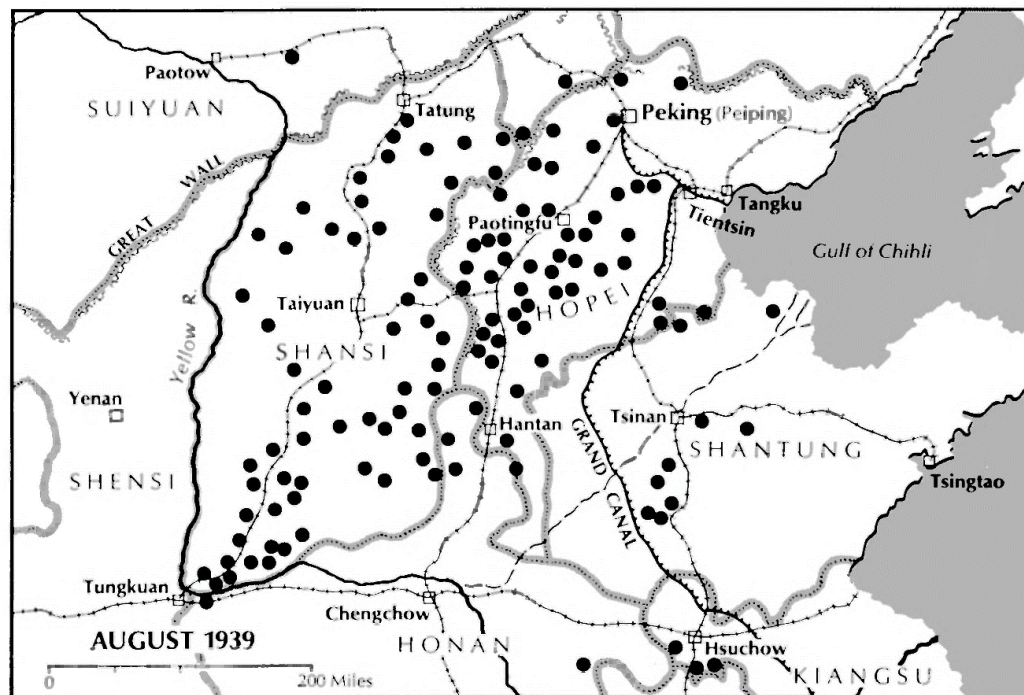 Paotow
SUIYUAN
Tatung
Peking (Peiping)
GREAT WALL
Tangku
Tientsin
Paotingfu
Gulf of Chihli
Yellow R.
Taiyuan
HOPEI
SHANSI
Yenan
Tsinan
Hantan
GRAND CANAL
SHANTUNG
SHENSI
Tsingtao
Tungkuan
Chengchow
AUGUST 1939
HONAN
Hsuchow
KIANGSU
0 200 Miles